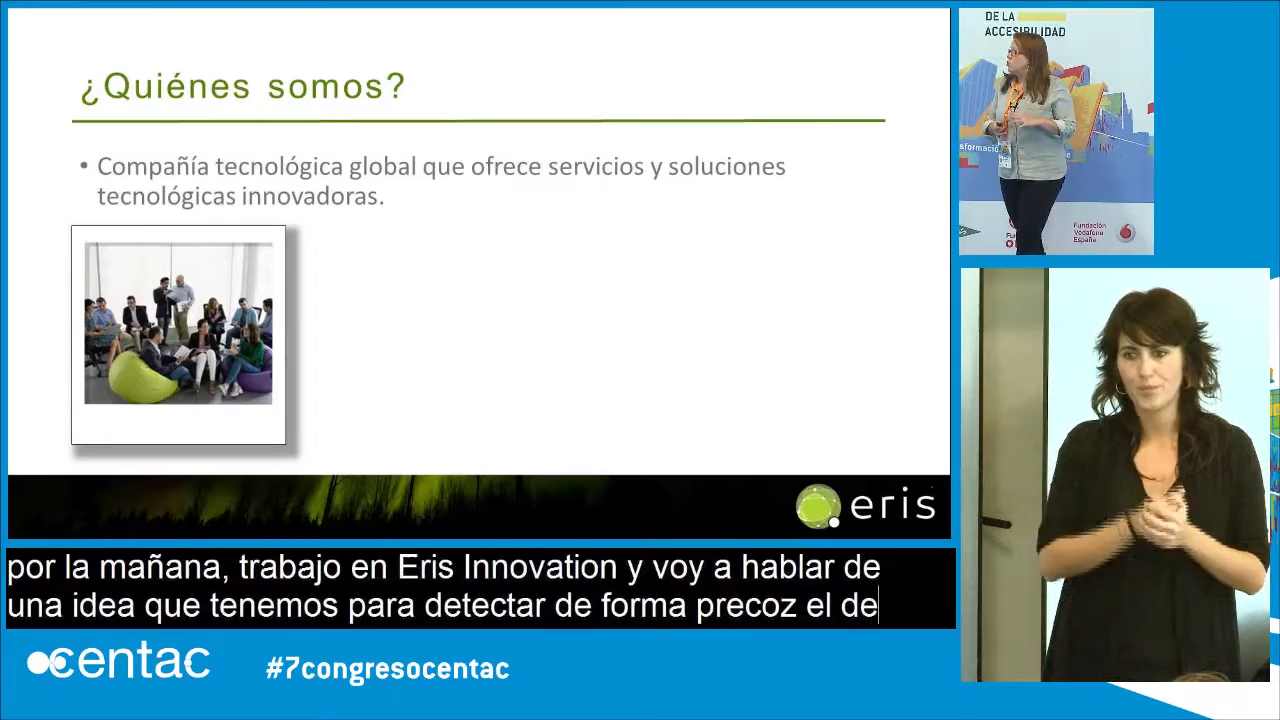 ¿Quiénes somos?
• Compañía tecnológica global que ofrece servicios y soluciones
tecnológicas innovadoras.
eris
DE LA
ACCESIBILIDAD
Fundación
Vodafone
España
por la mañana, trabajo en Eris Innovation y voy a hablar de
una idea que tenemos para detectar de forma precoz el de
centac
#7congresocentac